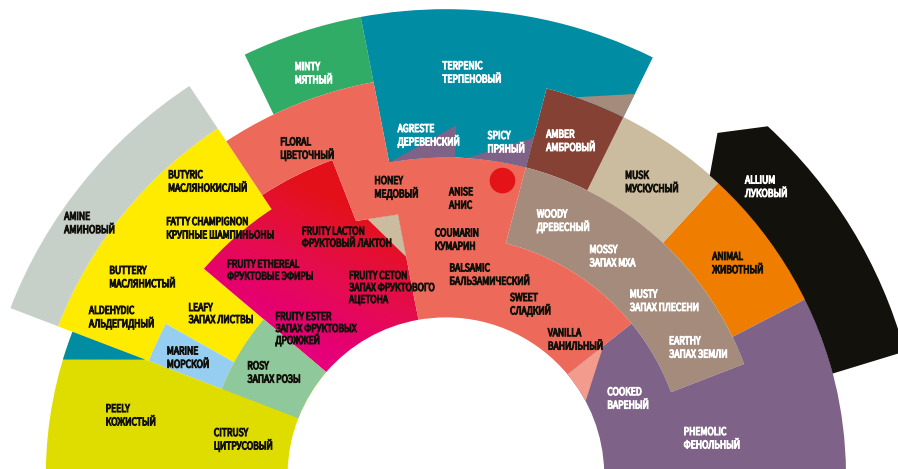 MINTY
МЯТНЫЙ
TERPENIC
ТЕРПЕНОВЫЙ
AGRESTE
ДЕРЕВЕНСКИЙ
SPICY
ПРЯНЫЙ
AMBER
АМБРОВЫЙ
FLORAL
ЦВЕТОЧНЫЙ
BUTYRIC
МАСЛЯНОКИСЛЫЙ
HONEY
МЕДОВЫЙ
ANISE
АНИС
MUSK
МУСКУСНЫЙ
ALLIUM
ЛУКОВЫЙ
AMINE
АМИНОВЫЙ
FATTY CHAMPIGNON
КРУПНЫЕ ШАМПИНЬОНЫ
FRUITY LACTON
ФРУКТОВЫЙ ЛАКТОН
COUMARIN
КУМАРИН
WOODY
ДРЕВЕСНЫЙ
MOSSY
ЗАПАХ МХА
ANIMAL
ЖИВОТНЫЙ
BUTTERY
МАСЛЯНИСТЫЙ
FRUITY ETHEREAL
ФРУКТОВЫЕ ЭФИРЫ
FRUITY CETON
ЗАПАХ ФРУКТОВОГО
АЦЕТОНА
BALSAMIC
БАЛЬЗАМИЧЕСКИЙ
SWEET
СЛАДКИЙ
MUSTY
ЗАПАХ ПЛЕСЕНИ
ALDEHYDIC
АЛЬДЕГИДНЫЙ
LEAFY
ЗАПАХ ЛИСТВЫ
FRUITY ESTER
ЗАПАХ ФРУКТОВЫХ
ДРОЖЖЕЙ
VANILLA
ВАНИЛЬНЫЙ
EARTHY
ЗАПАХ ЗЕМЛИ
MARINE
МОРСКОЙ
ROSY
ЗАПАХ РОЗЫ
COOKED
ВАРЕНЫЙ
PEELY
КОЖИСТЫЙ
CITRUSY
ЦИТРУСОВЫЙ
PHEMOLIC
ФЕНОЛЬНЫЙ